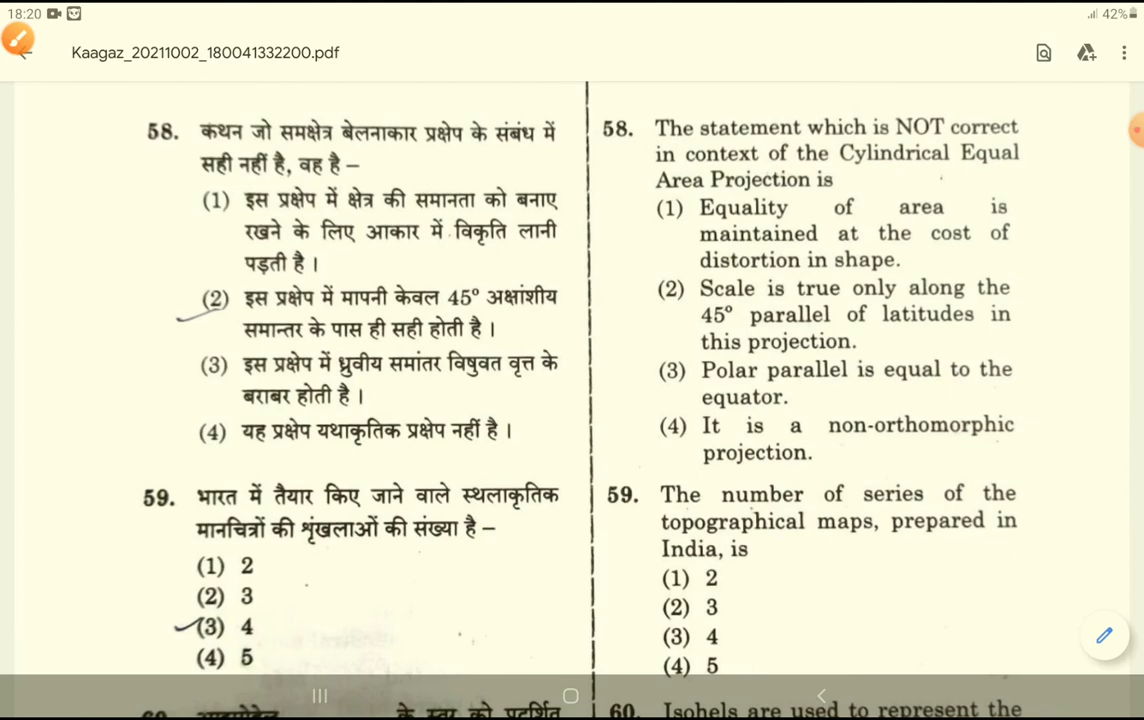 18:20
42%
Kaagaz_20211002_180041332200.pdf
58. कथन जो समक्षेत्र बेलनाकार प्रक्षेप के संबंध में
सही नहीं है, वह है –
(1) इस प्रक्षेप में क्षेत्र की समानता को बनाए
रखने के लिए आकार में विकृति लानी
पड़ती है ।
(2) इस प्रक्षेप में मापनी केवल 45° अक्षांशीय
समान्तर के पास ही सही होती है ।
(3) इस प्रक्षेप में ध्रुवीय समांतर विषुवत वृत्त के
बराबर होती है ।
(4) यह प्रक्षेप यथाकृतिक प्रक्षेप नहीं है ।
59. भारत में तैयार किए जाने वाले स्थलाकृतिक
मानचित्रों की शृंखलाओं की संख्या है –
(1) 2
(2) 3
(3) 4
(4) 5
के स्तर को प्रदर्शित
58. The statement which is NOT correct
in context of the Cylindrical Equal
Area Projection is
(1) Equality of area is
maintained at the cost of
distortion in shape.
(2) Scale is true only along the
45° parallel of latitudes in
this projection.
(3) Polar parallel is equal to the
equator.
(4) It is a non-orthomorphic
projection.
59. The number of series of the
topographical maps, prepared in
India, is
(1) 2
(2) 3
(3) 4
(4) 5
60. Isohels are used to represent the